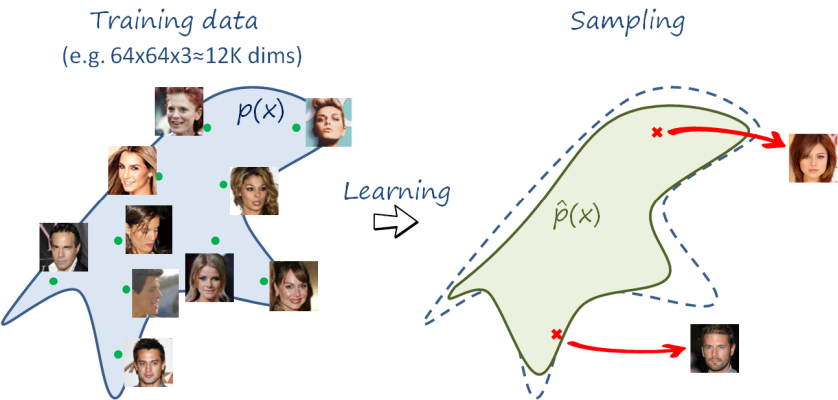 Training data
(e.g. 64x64x3≈12K dims)
p(x)
Learning
Sampling
p̂(x)